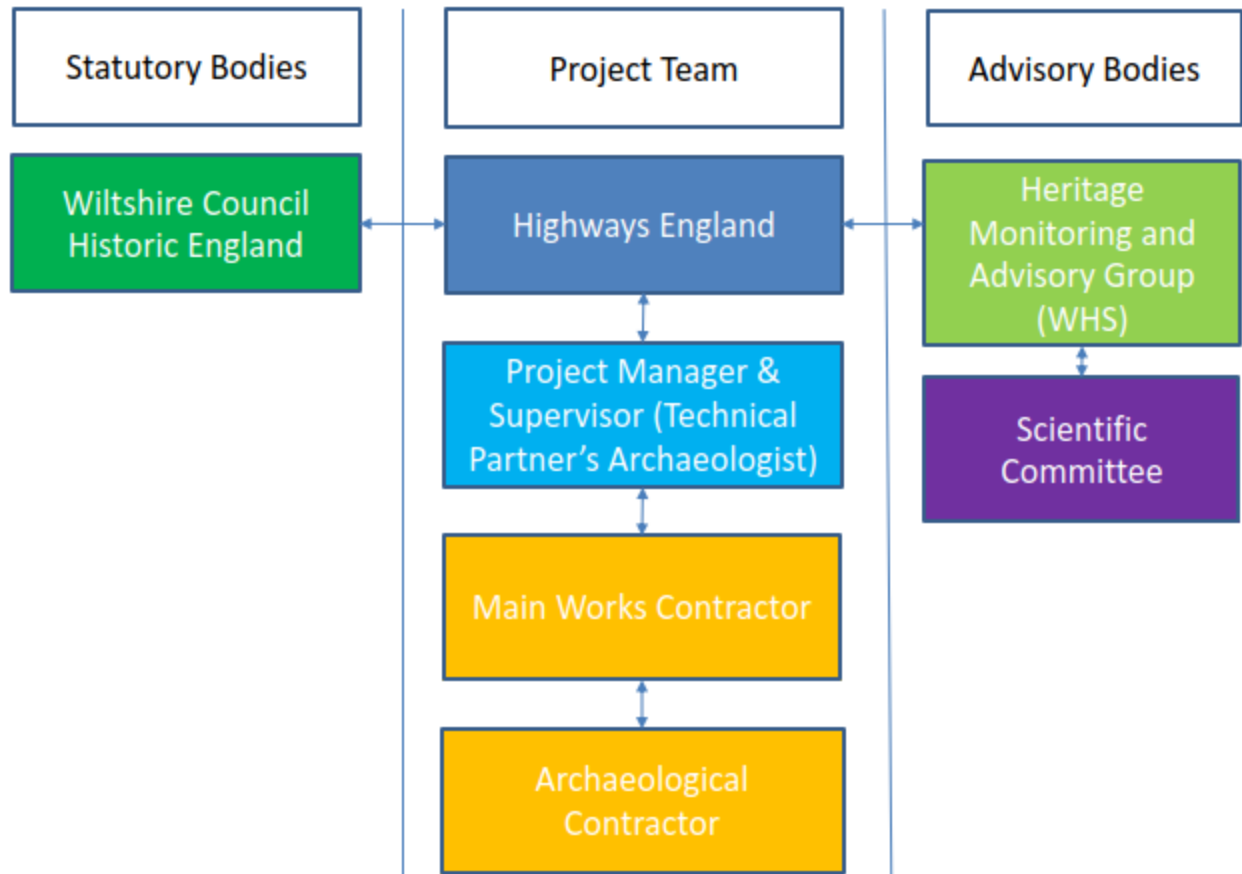 Statutory Bodies
Project Team
Advisory Bodies
Wiltshire Council
Historic England
Highways England
Heritage
Monitoring and
Advisory Group
(WHS)
Project Manager &
Supervisor (Technical
Partner’s Archaeologist)
Scientific
Committee
Main Works Contractor
Archaeological
Contractor